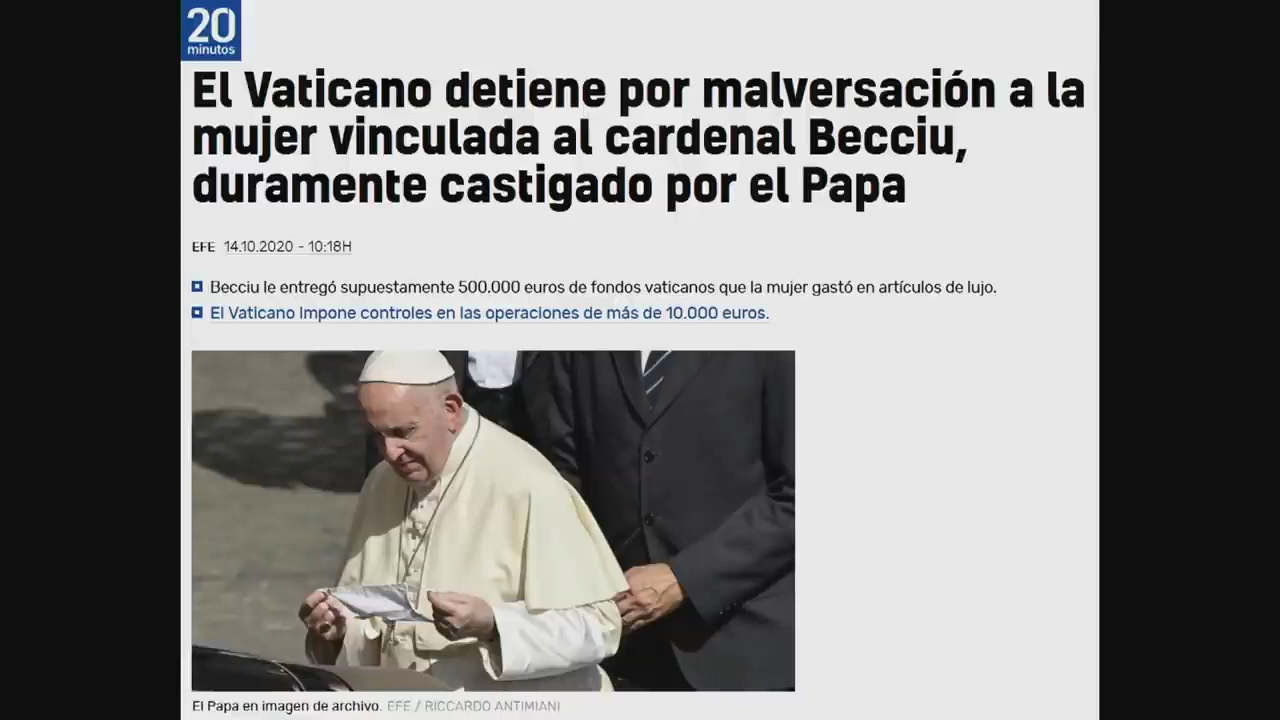 20
minutos
El Vaticano detiene por malversación a la
mujer vinculada al cardenal Becciu,
duramente castigado por el Papa
EFE 14.10.2020 - 10:18H
Becciu le entregó supuestamente 500.000 euros de fondos vaticanos que la mujer gastó en artículos de lujo.
El Vaticano Impone controles en las operaciones de más de 10.000 euros.
El Papa en imagen de archivo. EFE / RICCARDO ANTIMIANI